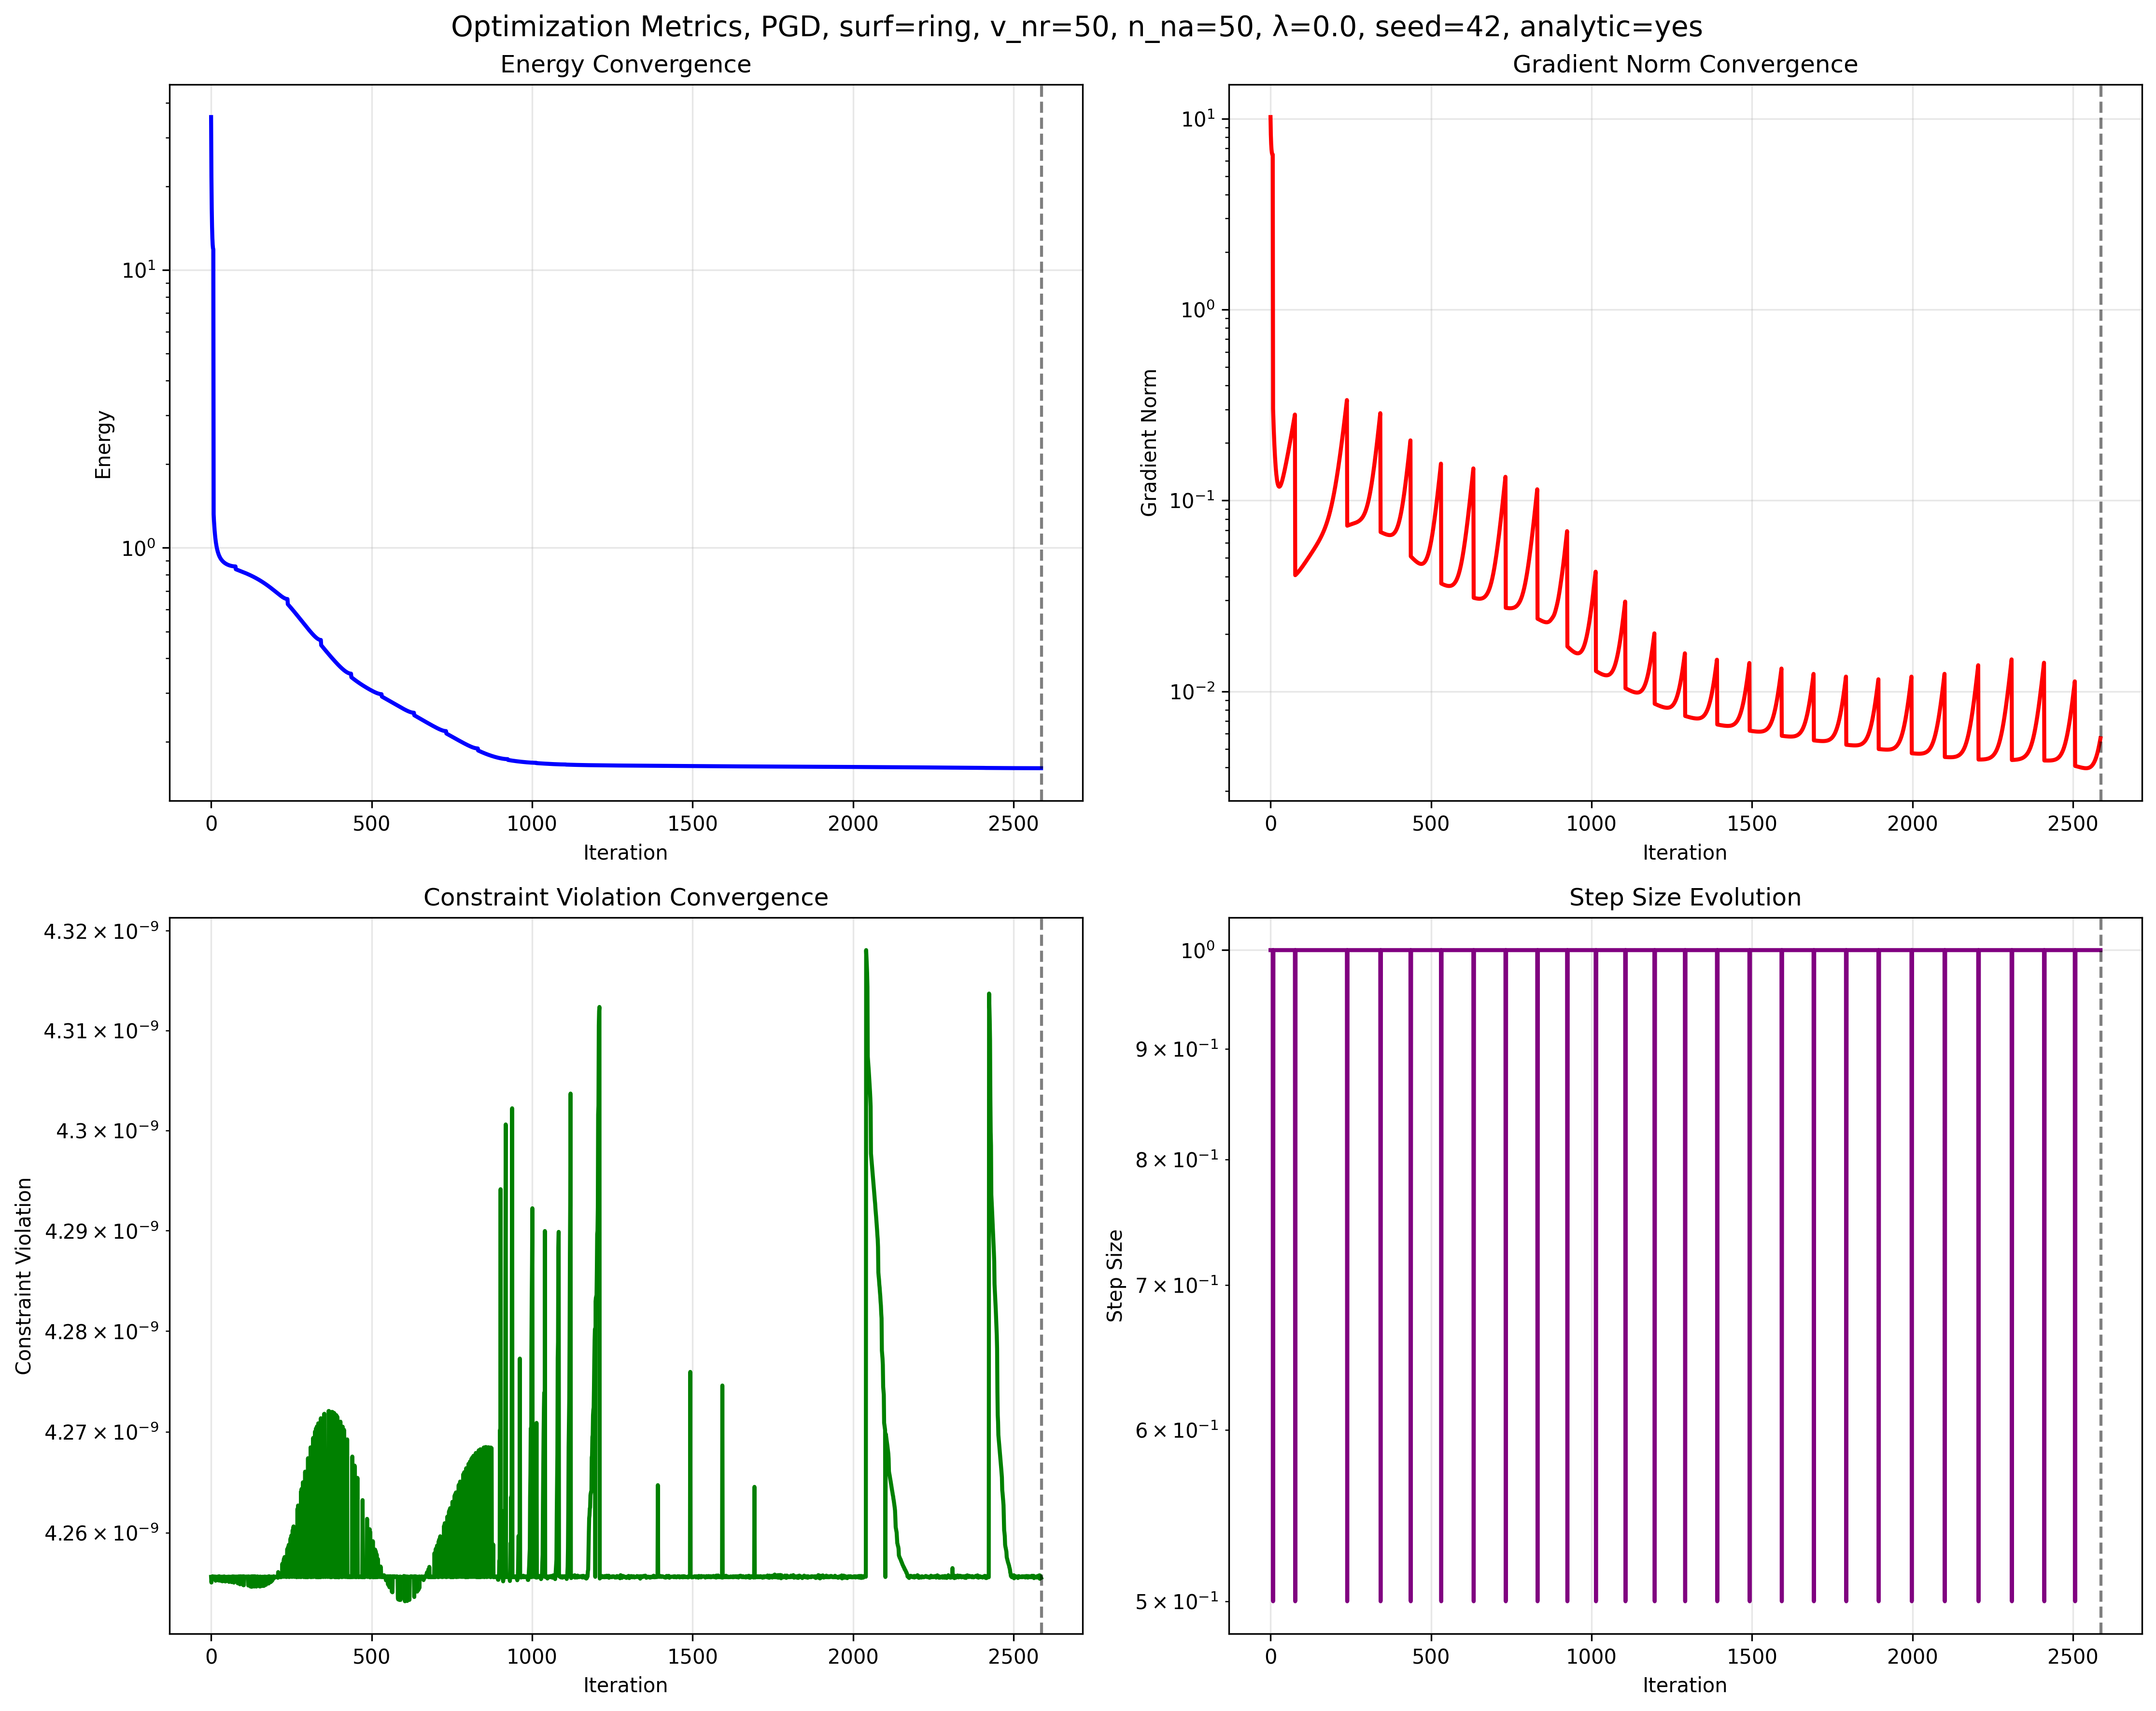 Optimization Metrics, PGD, surf=ring, v_nr=50, n_na=50, λ=0.0, seed=42, analytic=yes
Energy Convergence
Energy
10¹
10⁰
0 500 1000 1500 2000 2500
Iteration
Gradient Norm Convergence
Gradient Norm
10¹
10⁰
10⁻¹
10⁻²
0 500 1000 1500 2000 2500
Iteration
Constraint Violation Convergence
Constraint Violation
4.32 × 10⁻⁹
4.31 × 10⁻⁹
4.3 × 10⁻⁹
4.29 × 10⁻⁹
4.28 × 10⁻⁹
4.27 × 10⁻⁹
4.26 × 10⁻⁹
0 500 1000 1500 2000 2500
Iteration
Step Size Evolution
Step Size
10⁰
9 × 10⁻¹
8 × 10⁻¹
7 × 10⁻¹
6 × 10⁻¹
5 × 10⁻¹
0 500 1000 1500 2000 2500
Iteration